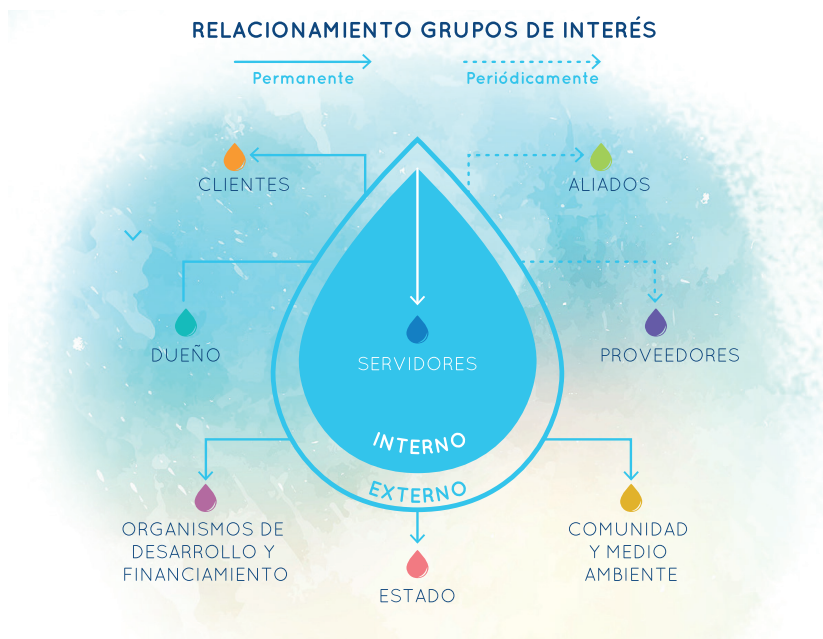 RELACIONAMIENTO GRUPOS DE INTERÉS
Permanente
Periódicamente
CLIENTES
ALIADOS
DUEÑO
SERVIDORES
PROVEEDORES
INTERNO
EXTERNO
ORGANISMOS DE
DESARROLLO Y
FINANCIAMIENTO
COMUNIDAD
Y MEDIO
AMBIENTE
ESTADO